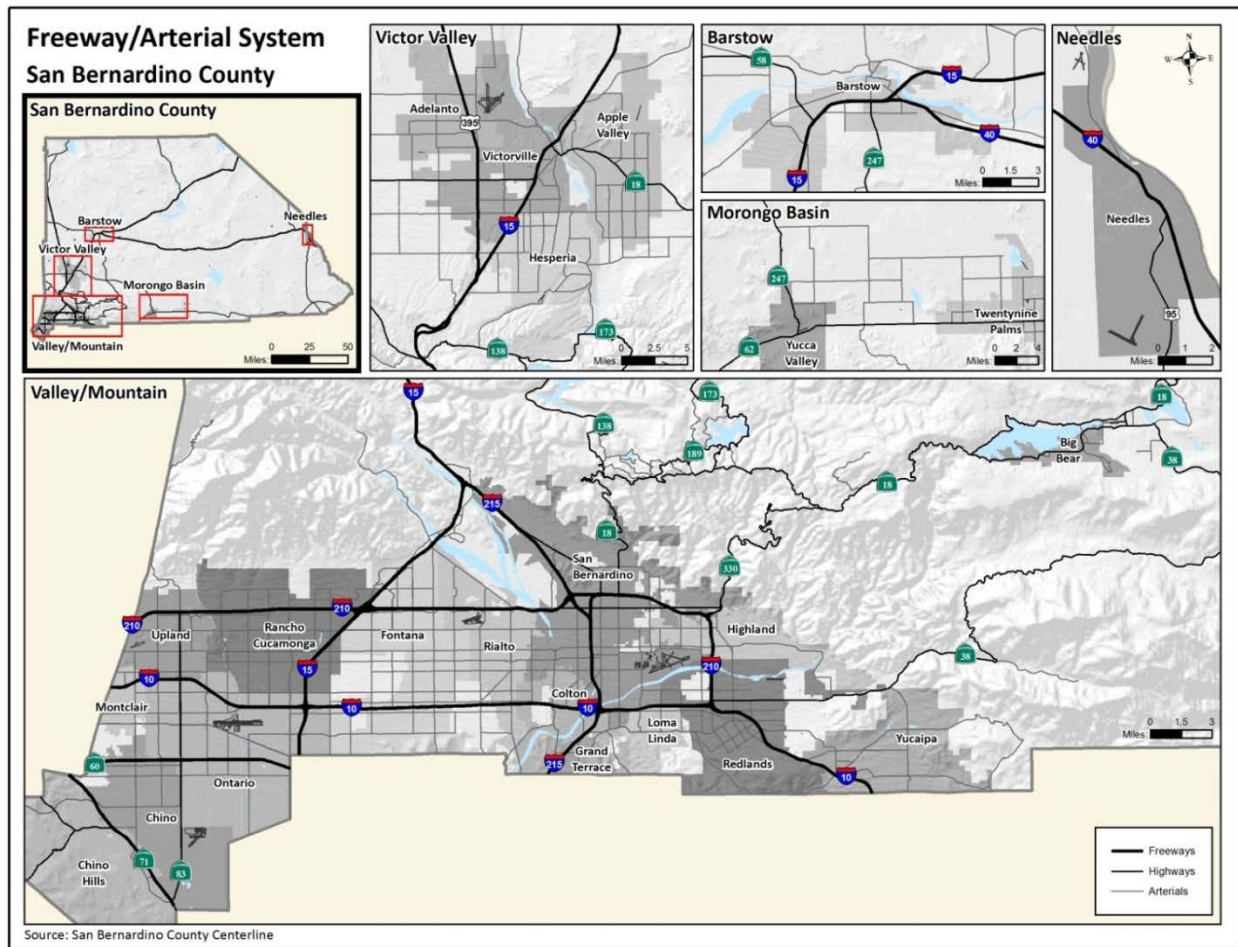 Freeway/Arterial System
San Bernardino County
San Bernardino County
Barstow
Needles
Victor Valley
Morongo Basin
Valley/Mountain
0 25 50
Miles:
Victor Valley
Adelanto
395
Apple
Valley
Victorville
18
15
Hesperia
173
138
0 2.5 5
Miles:
Barstow
58
15
Barstow
40
247
15
0 1.5 3
Miles:
Morongo Basin
247
Twentynine
Palms
62
Yucca
Valley
0 2 4
Miles:
Needles
N
W E
S
40
Needles
95
0 1 2
Miles:
Valley/Mountain
15
173
18
138
189
Big
Bear
38
18
215
18
San
Bernardino
330
210
210
Upland
Rancho
Cucamonga
Fontana
Rialto
Highland
15
210
38
10
Montclair
10
Colton
10
Loma
Linda
Yucaipa
0 1.5 3
Miles:
60
215
Grand
Terrace
Redlands
10
Ontario
Chino
71
83
Chino
Hills
Freeways
Highways
Arterials
Source: San Bernardino County Centerline